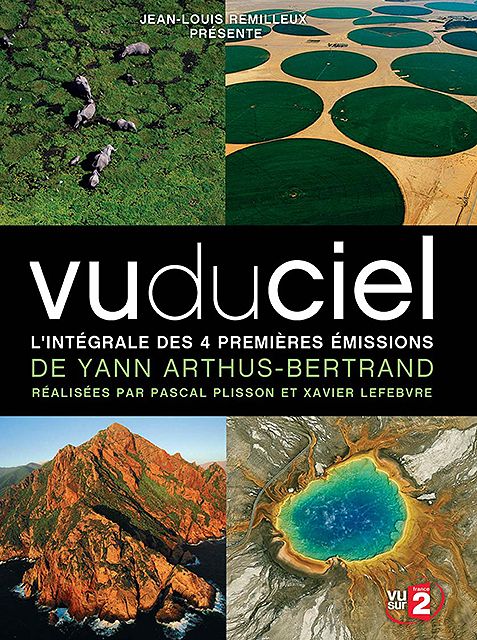 JEAN-LOUIS REMILLEUX
PRÉSENTE
vuduciel
L'INTÉGRALE DES 4 PREMIÈRES ÉMISSIONS
DE YANN ARTHUS-BERTRAND
RÉALISÉES PAR PASCAL PLISSON ET XAVIER LEFEBVRE
vu
sur
france
2